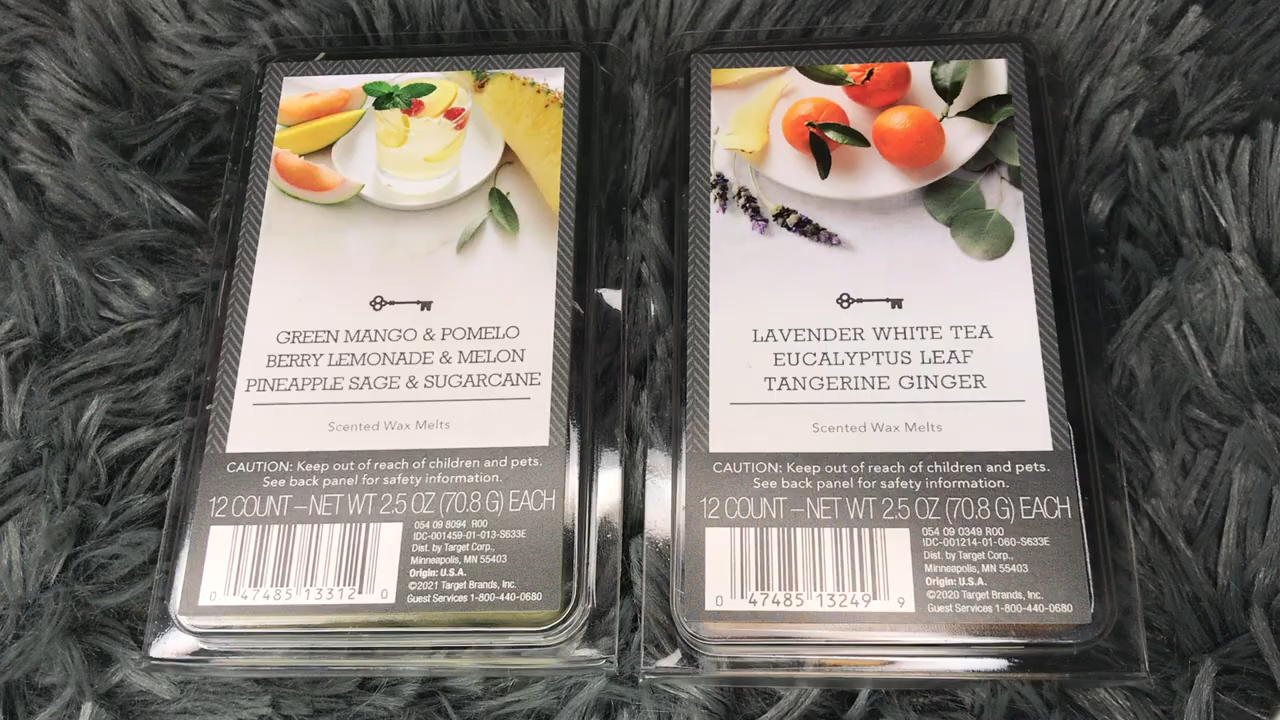 GREEN MANGO & POMELO
BERRY LEMONADE & MELON
PINEAPPLE SAGE & SUGARCANE
Scented Wax Melts
CAUTION: Keep out of reach of children and pets.
See back panel for safety information.
12 COUNT – NET WT 2.5 OZ (70.8 G) EACH
054 09 8094 R00
IDC-001459-01-013-S633E
Dist. by Target Corp.,
Minneapolis, MN 55403
Origin: U.S.A.
©2021 Target Brands, Inc.
Guest Services 1-800-440-0680
0 47485 13312 0
LAVENDER WHITE TEA
EUCALYPTUS LEAF
TANGERINE GINGER
Scented Wax Melts
CAUTION: Keep out of reach of children and pets.
See back panel for safety information.
12 COUNT – NET WT 2.5 OZ (70.8 G) EACH
054 09 0349 R00
IDC-001214-01-060-S633E
Dist. by Target Corp.,
Minneapolis, MN 55403
Origin: U.S.A.
©2020 Target Brands, Inc.
Guest Services 1-800-440-0680
0 47485 13249 9